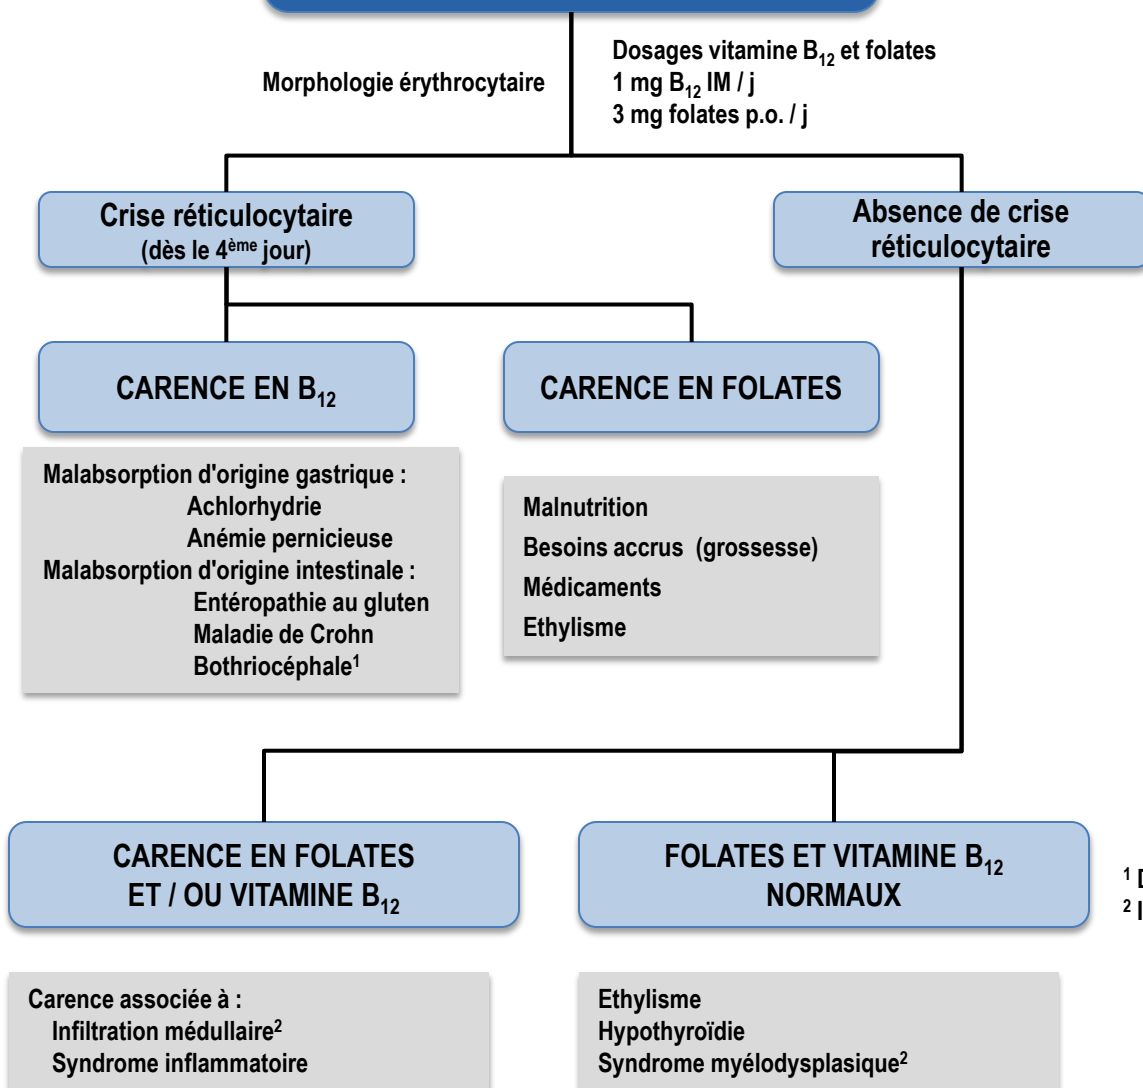 Morphologie érythrocytaire
Dosages vitamine B12 et folates
1 mg B12 IM / j
3 mg folates p.o. / j
Crise réticulocytaire
(dès le 4ème jour)
Absence de crise
réticulocytaire
CARENCE EN B12
CARENCE EN FOLATES
Malabsorption d'origine gastrique :
Achlorhydrie
Anémie pernicieuse
Malabsorption d'origine intestinale :
Entéropathie au gluten
Maladie de Crohn
Bothriocéphale1
Malnutrition
Besoins accrus (grossesse)
Médicaments
Ethylisme
CARENCE EN FOLATES
ET / OU VITAMINE B12
FOLATES ET VITAMINE B12
NORMAUX
1
2
Carence associée à :
Infiltration médullaire2
Syndrome inflammatoire
Ethylisme
Hypothyroïdie
Syndrome myélodysplasique2